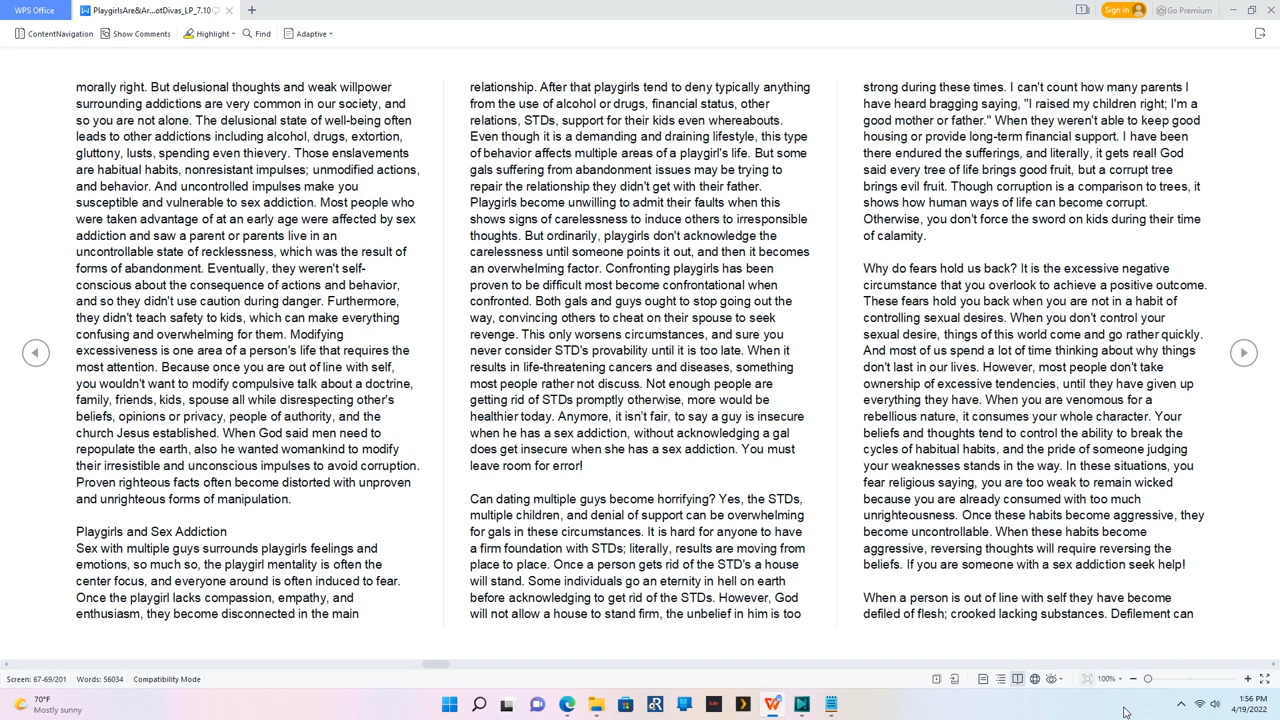 WPS Office
PlaygirlsAre&Ar...otDivas_LP_7.10
Sign in
Go Premium
ContentNavigation
Show Comments
Highlight
Find
Adaptive
morally right. But delusional thoughts and weak willpower
surrounding addictions are very common in our society, and
so you are not alone. The delusional state of well-being often
leads to other addictions including alcohol, drugs, extortion,
gluttony, lusts, spending even thievery. Those enslavements
are habitual habits, nonresistant impulses; unmodified actions,
and behavior. And uncontrolled impulses make you
susceptible and vulnerable to sex addiction. Most people who
were taken advantage of at an early age were affected by sex
addiction and saw a parent or parents live in an
uncontrollable state of recklessness, which was the result of
forms of abandonment. Eventually, they weren't self-
conscious about the consequence of actions and behavior,
and so they didn't use caution during danger. Furthermore,
they didn't teach safety to kids, which can make everything
confusing and overwhelming for them. Modifying
excessiveness is one area of a person's life that requires the
most attention. Because once you are out of line with self,
you wouldn't want to modify compulsive talk about a doctrine,
family, friends, kids, spouse all while disrespecting other's
beliefs, opinions or privacy, people of authority, and the
church Jesus established. When God said men need to
repopulate the earth, also he wanted womankind to modify
their irresistible and unconscious impulses to avoid corruption.
Proven righteous facts often become distorted with unproven
and unrighteous forms of manipulation.
Playgirls and Sex Addiction
Sex with multiple guys surrounds playgirls feelings and
emotions, so much so, the playgirl mentality is often the
center focus, and everyone around is often induced to fear.
Once the playgirl lacks compassion, empathy, and
enthusiasm, they become disconnected in the main
relationship. After that playgirls tend to deny typically anything
from the use of alcohol or drugs, financial status, other
relations, STDs, support for their kids even whereabouts.
Even though it is a demanding and draining lifestyle, this type
of behavior affects multiple areas of a playgirl's life. But some
gals suffering from abandonment issues may be trying to
repair the relationship they didn't get with their father.
Playgirls become unwilling to admit their faults when this
shows signs of carelessness to induce others to irresponsible
thoughts. But ordinarily, playgirls don't acknowledge the
carelessness until someone points it out, and then it becomes
an overwhelming factor. Confronting playgirls has been
proven to be difficult most become confrontational when
confronted. Both gals and guys ought to stop going out the
way, convincing others to cheat on their spouse to seek
revenge. This only worsens circumstances, and sure you
never consider STD's provability until it is too late. When it
results in life-threatening cancers and diseases, something
most people rather not discuss. Not enough people are
getting rid of STDs promptly otherwise, more would be
healthier today. Anymore, it isn't fair, to say a guy is insecure
when he has a sex addiction, without acknowledging a gal
does get insecure when she has a sex addiction. You must
leave room for error!
Can dating multiple guys become horrifying? Yes, the STDs,
multiple children, and denial of support can be overwhelming
for gals in these circumstances. It is hard for anyone to have
a firm foundation with STDs; literally, results are moving from
place to place. Once a person gets rid of the STD's a house
will stand. Some individuals go an eternity in hell on earth
before acknowledging to get rid of the STDs. However, God
will not allow a house to stand firm, the unbelief in him is too
strong during these times. I can't count how many parents I
have heard bragging saying, "I raised my children right; I'm a
good mother or father." When they weren't able to keep good
housing or provide long-term financial support. I have been
there endured the sufferings, and literally, it gets real! God
said every tree of life brings good fruit, but a corrupt tree
brings evil fruit. Though corruption is a comparison to trees, it
shows how human ways of life can become corrupt.
Otherwise, you don't force the sword on kids during their time
of calamity.
Why do fears hold us back? It is the excessive negative
circumstance that you overlook to achieve a positive outcome.
These fears hold you back when you are not in a habit of
controlling sexual desires. When you don't control your
sexual desire, things of this world come and go rather quickly.
And most of us spend a lot of time thinking about why things
don't last in our lives. However, most people don't take
ownership of excessive tendencies, until they have given up
everything they have. When you are venomous for a
rebellious nature, it consumes your whole character. Your
beliefs and thoughts tend to control the ability to break the
cycles of habitual habits, and the pride of someone judging
your weaknesses stands in the way. In these situations, you
fear religious saying, you are too weak to remain wicked
because you are already consumed with too much
unrighteousness. Once these habits become aggressive, they
become uncontrollable. When these habits become
aggressive, reversing thoughts will require reversing the
beliefs. If you are someone with a sex addiction seek help!
When a person is out of line with self they have become
defiled of flesh; crooked lacking substances. Defilement can
Screen: 67-69/201
Words: 56034
Compatibility Mode
100%
70°F
Mostly sunny
1:56 PM
4/19/2022